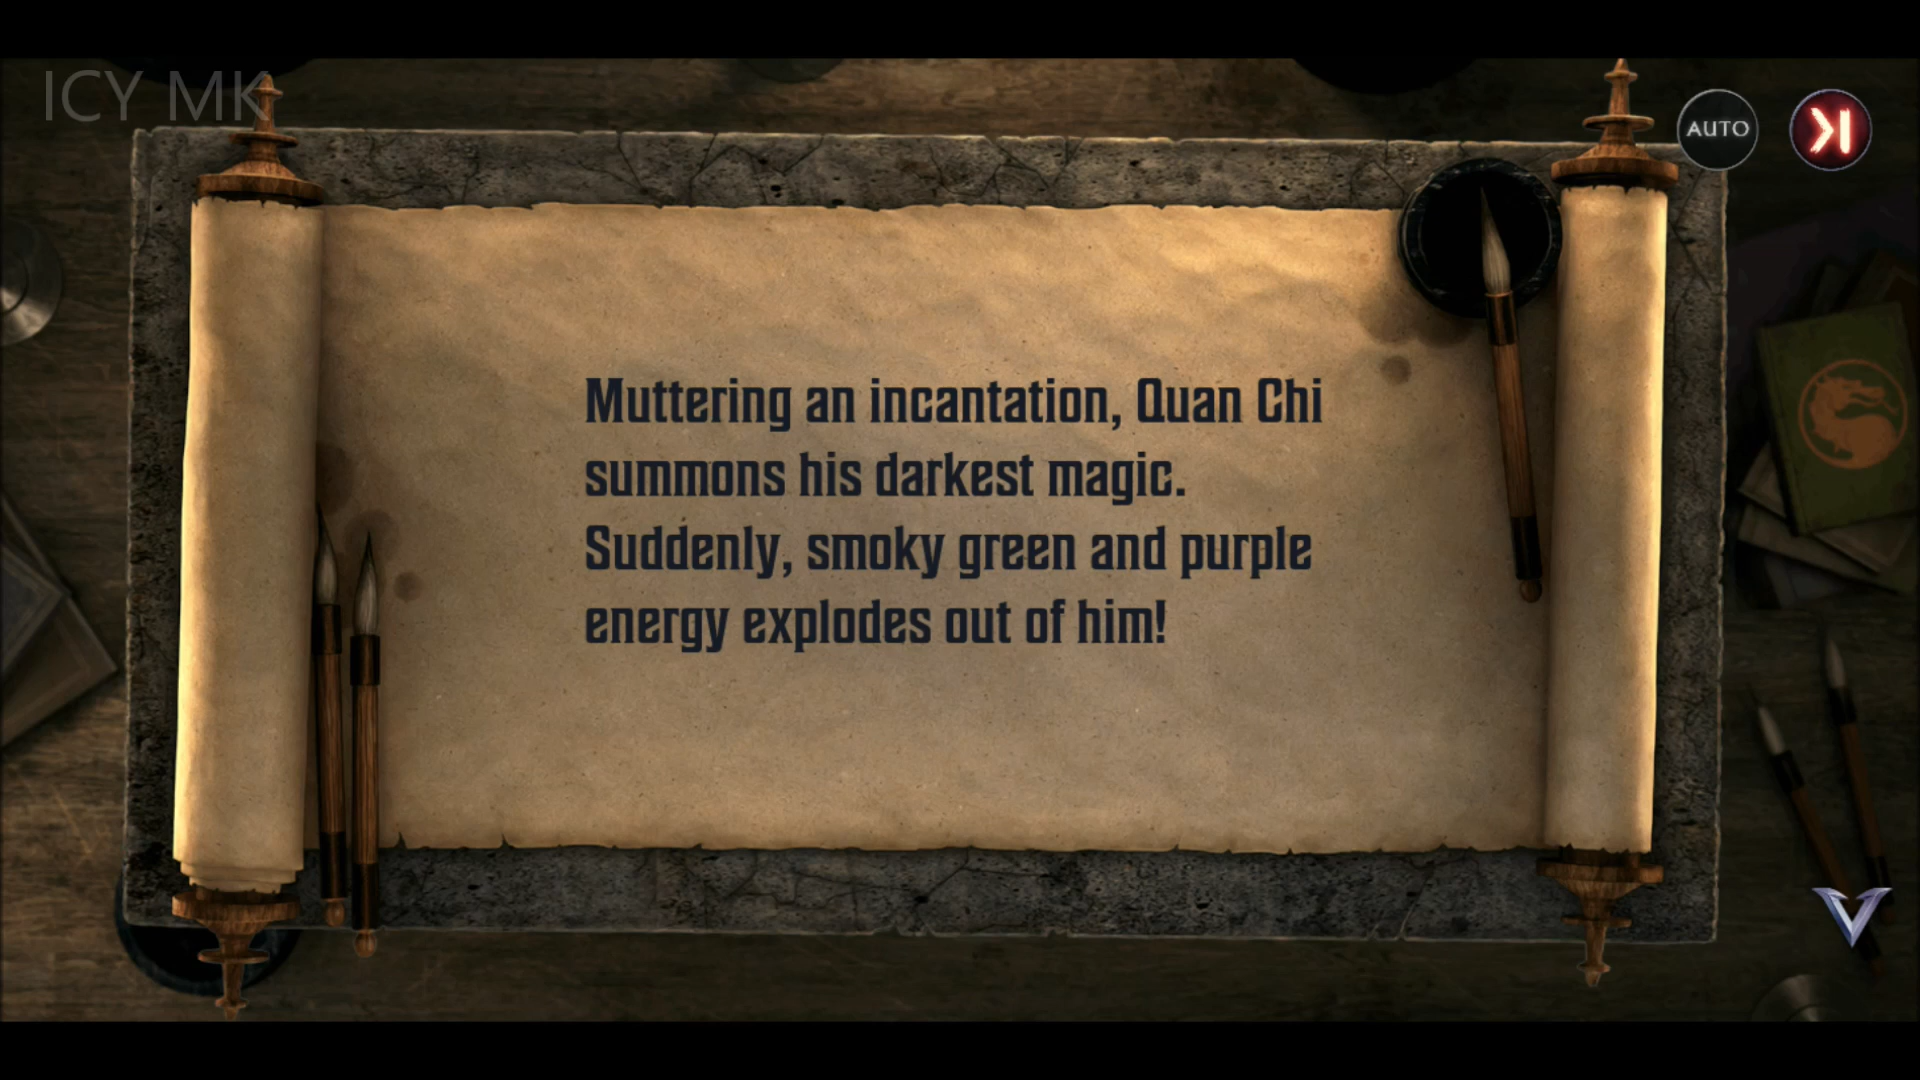 ICY MK
AUTO
Muttering an incantation, Quan Chi
summons his darkest magic.
Suddenly, smoky green and purple
energy explodes out of him!